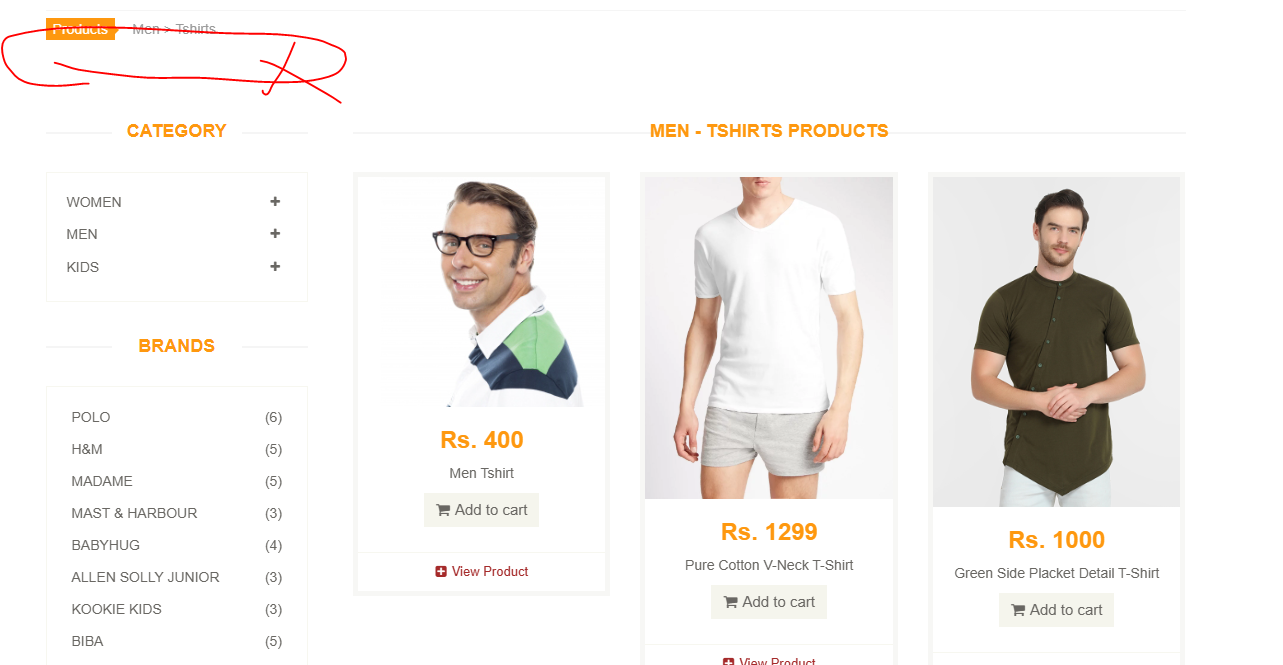 Products Men > Tshirts
CATEGORY
WOMEN
MEN
KIDS
BRANDS
POLO (6)
H&M (5)
MADAME (5)
MAST & HARBOUR (3)
BABYHUG (4)
ALLEN SOLLY JUNIOR (3)
KOOKIE KIDS (3)
BIBA (5)
MEN - TSHIRTS PRODUCTS
Rs. 400
Men Tshirt
Add to cart
View Product
Rs. 1299
Pure Cotton V-Neck T-Shirt
Add to cart
View Product
Rs. 1000
Green Side Placket Detail T-Shirt
Add to cart